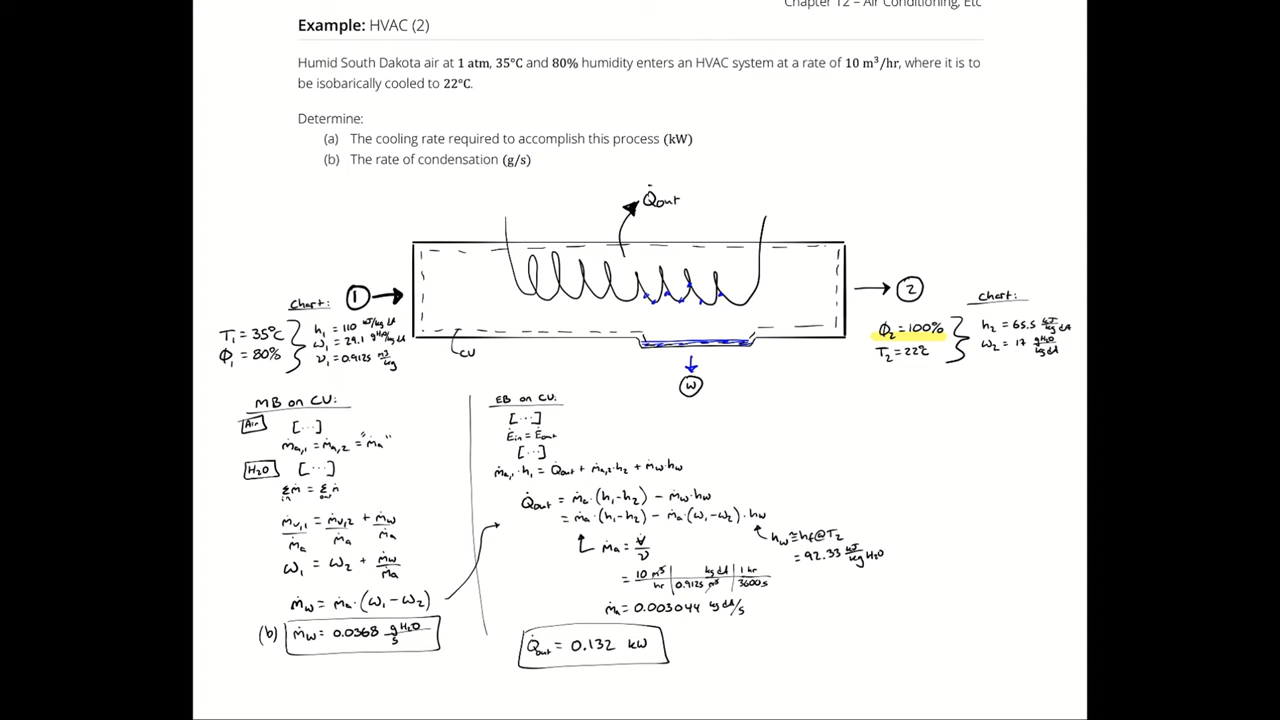 Chapter 12 – Air Conditioning, Etc
Example: HVAC (2)
Humid South Dakota air at 1 atm, 35°C and 80% humidity enters an HVAC system at a rate of 10 m³/hr, where it is to
be isobarically cooled to 22°C.
Determine:
(a) The cooling rate required to accomplish this process (kW)
(b) The rate of condensation (g/s)
Q̇out
Chart:
T₁ = 35°C
ϕ₁ = 80%
h₁ = 110 kJ/kg dA
ω₁ = 29.1 gH₂O/kg dA
v₁ = 0.9125 m³/kg
1
CV
W
2
ϕ₂ = 100%
T₂ = 22°C
Chart:
h₂ = 65.5 kJ/kg dA
ω₂ = 17 gH₂O/kg dA
MB on CV:
Air [...]
ṁa,1 = ṁa,2 = "ṁa"
H₂O [...]
Σin ṁ = Σout ṁ
ṁv,1/ṁa = ṁv,2/ṁa + ṁw/ṁa
ω₁ = ω₂ + ṁw/ṁa
ṁw = ṁa·(ω₁ - ω₂)
(b) ṁw = 0.0368 gH₂O/s
EB on CV:
[...]
Ėin = Ėout
[...]
ṁa,1·h₁ = Q̇out + ṁa,2·h₂ + ṁw·hw
Q̇out = ṁa·(h₁-h₂) - ṁw·hw
= ṁa·(h₁-h₂) - ṁa·(ω₁-ω₂)·hw
hw ≅ hf@T₂
= 92.33 kJ/kg H₂O
ṁa = V̇/v
= 10 m³/hr | kg dA/0.9125 m³ | 1 hr/3600 s
ṁa = 0.003044 kg dA/s
Q̇out = 0.132 kW